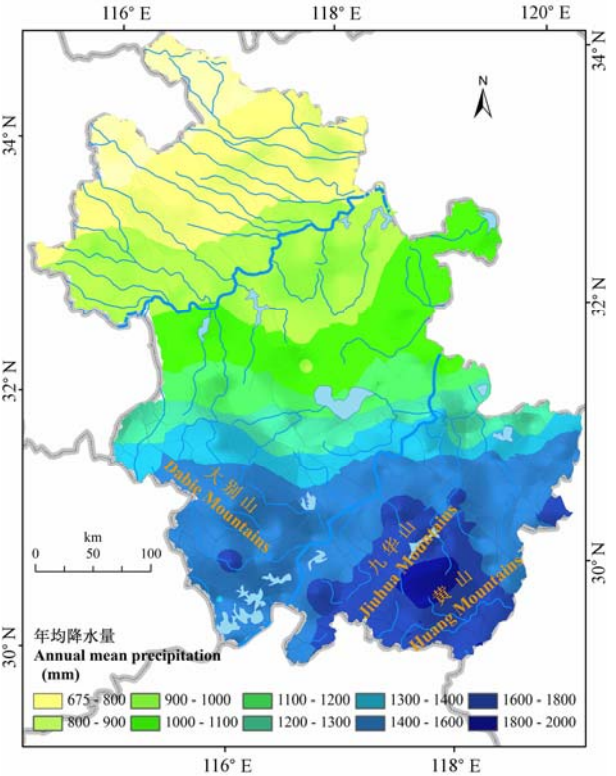 116° E 118° E 120° E
34° N
N
34° N
32° N
32° N
大别山
Dabie Mountains
九华山
Jiuhua Mountains
黄山
Huang Mountains
km
0 50 100
30° N
30° N
年均降水量
Annual mean precipitation
(mm)
675 - 800 900 - 1000 1100 - 1200 1300 - 1400 1600 - 1800
800 - 900 1000 - 1100 1200 - 1300 1400 - 1600 1800 - 2000
116° E 118° E